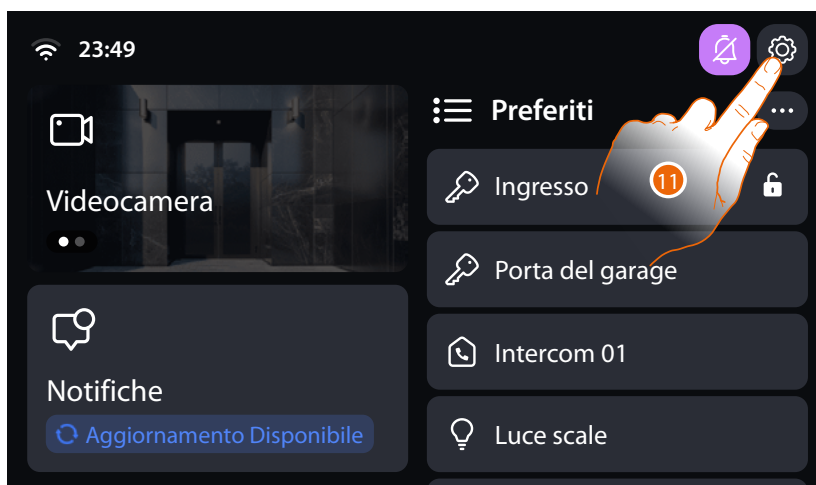 23:49
Videocamera
Notifiche
Aggiornamento Disponibile
Preferiti
Ingresso
11
Porta del garage
Intercom 01
Luce scale